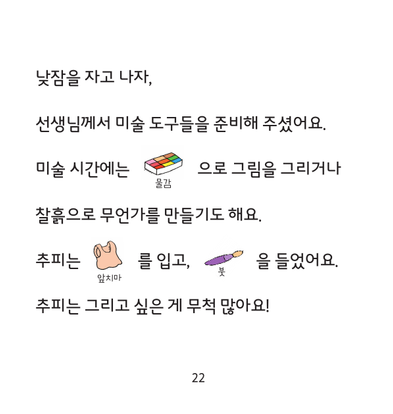 낮잠을 자고 나자,
선생님께서 미술 도구들을 준비해 주셨어요.
미술 시간에는 물감 으로 그림을 그리거나
찰흙으로 무언가를 만들기도 해요.
추피는 앞치마 를 입고, 붓 을 들었어요.
추피는 그리고 싶은 게 무척 많아요!
22